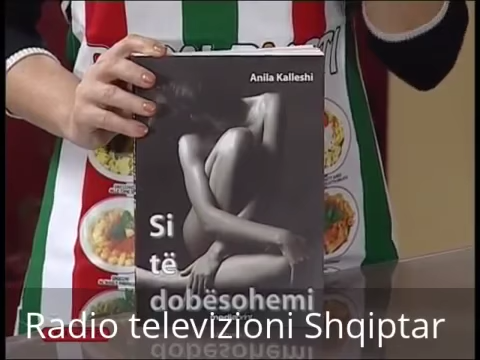 Anila Kalleshi
Si
të
dobësohemi
Radio televizioni Shqiptar